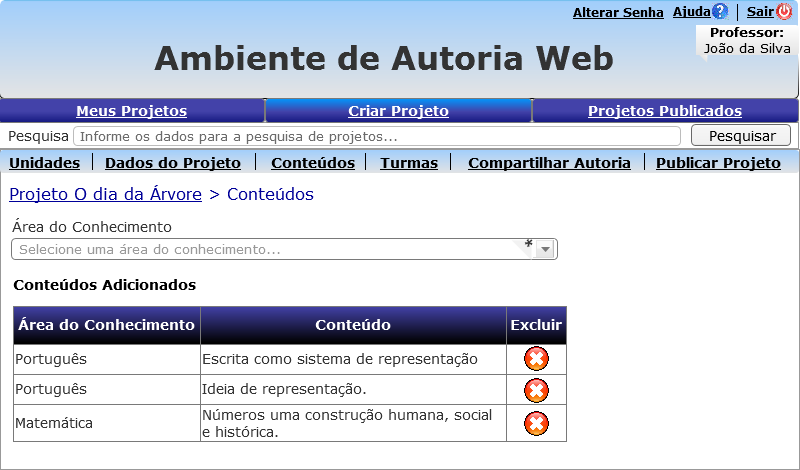 Alterar Senha Ajuda Sair
Professor:
João da Silva
Ambiente de Autoria Web
Meus Projetos Criar Projeto Projetos Publicados
Pesquisa Informe os dados para a pesquisa de projetos... Pesquisar
Unidades Dados do Projeto Conteúdos Turmas Compartilhar Autoria Publicar Projeto
Projeto O dia da Árvore > Conteúdos
Área do Conhecimento
Selecione uma área do conhecimento... *
Conteúdos Adicionados
Área do Conhecimento Conteúdo Excluir
Português Escrita como sistema de representação
Português Ideia de representação.
Matemática Números uma construção humana, social
e histórica.